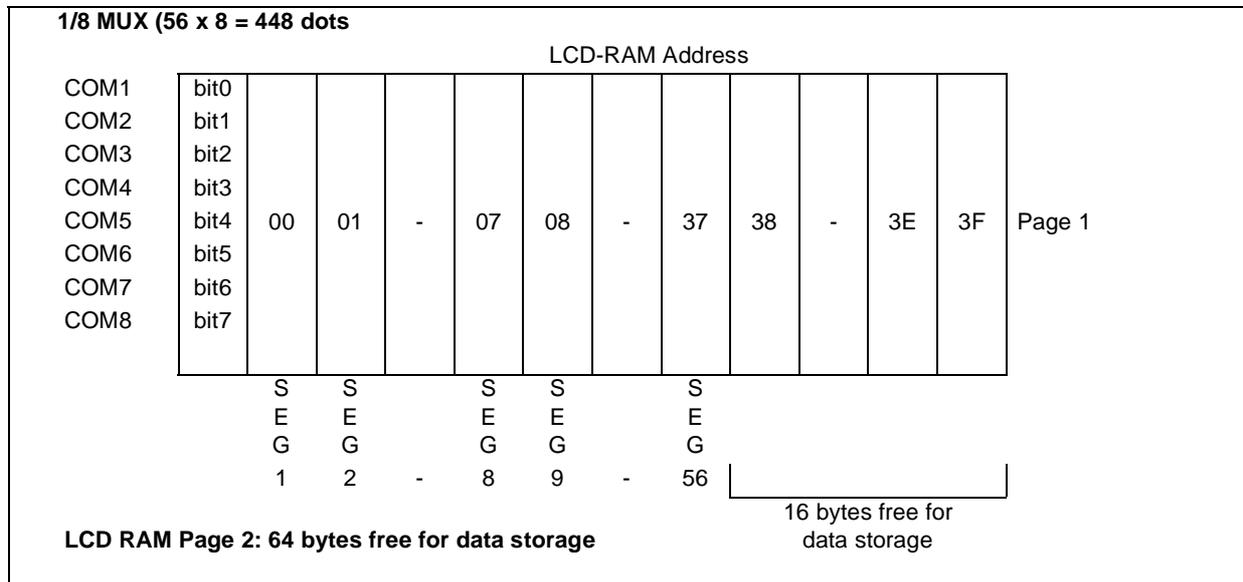 1/8 MUX (56 x 8 = 448 dots
LCD-RAM Address
COM1 bit0
COM2 bit1
COM3 bit2
COM4 bit3
COM5 bit4 00 01 - 07 08 - 37 38 - 3E 3F Page 1
COM6 bit5
COM7 bit6
COM8 bit7
S S S S S
E E E E E
G G G G G
1 2 - 8 9 - 56
16 bytes free for
data storage
LCD RAM Page 2: 64 bytes free for data storage